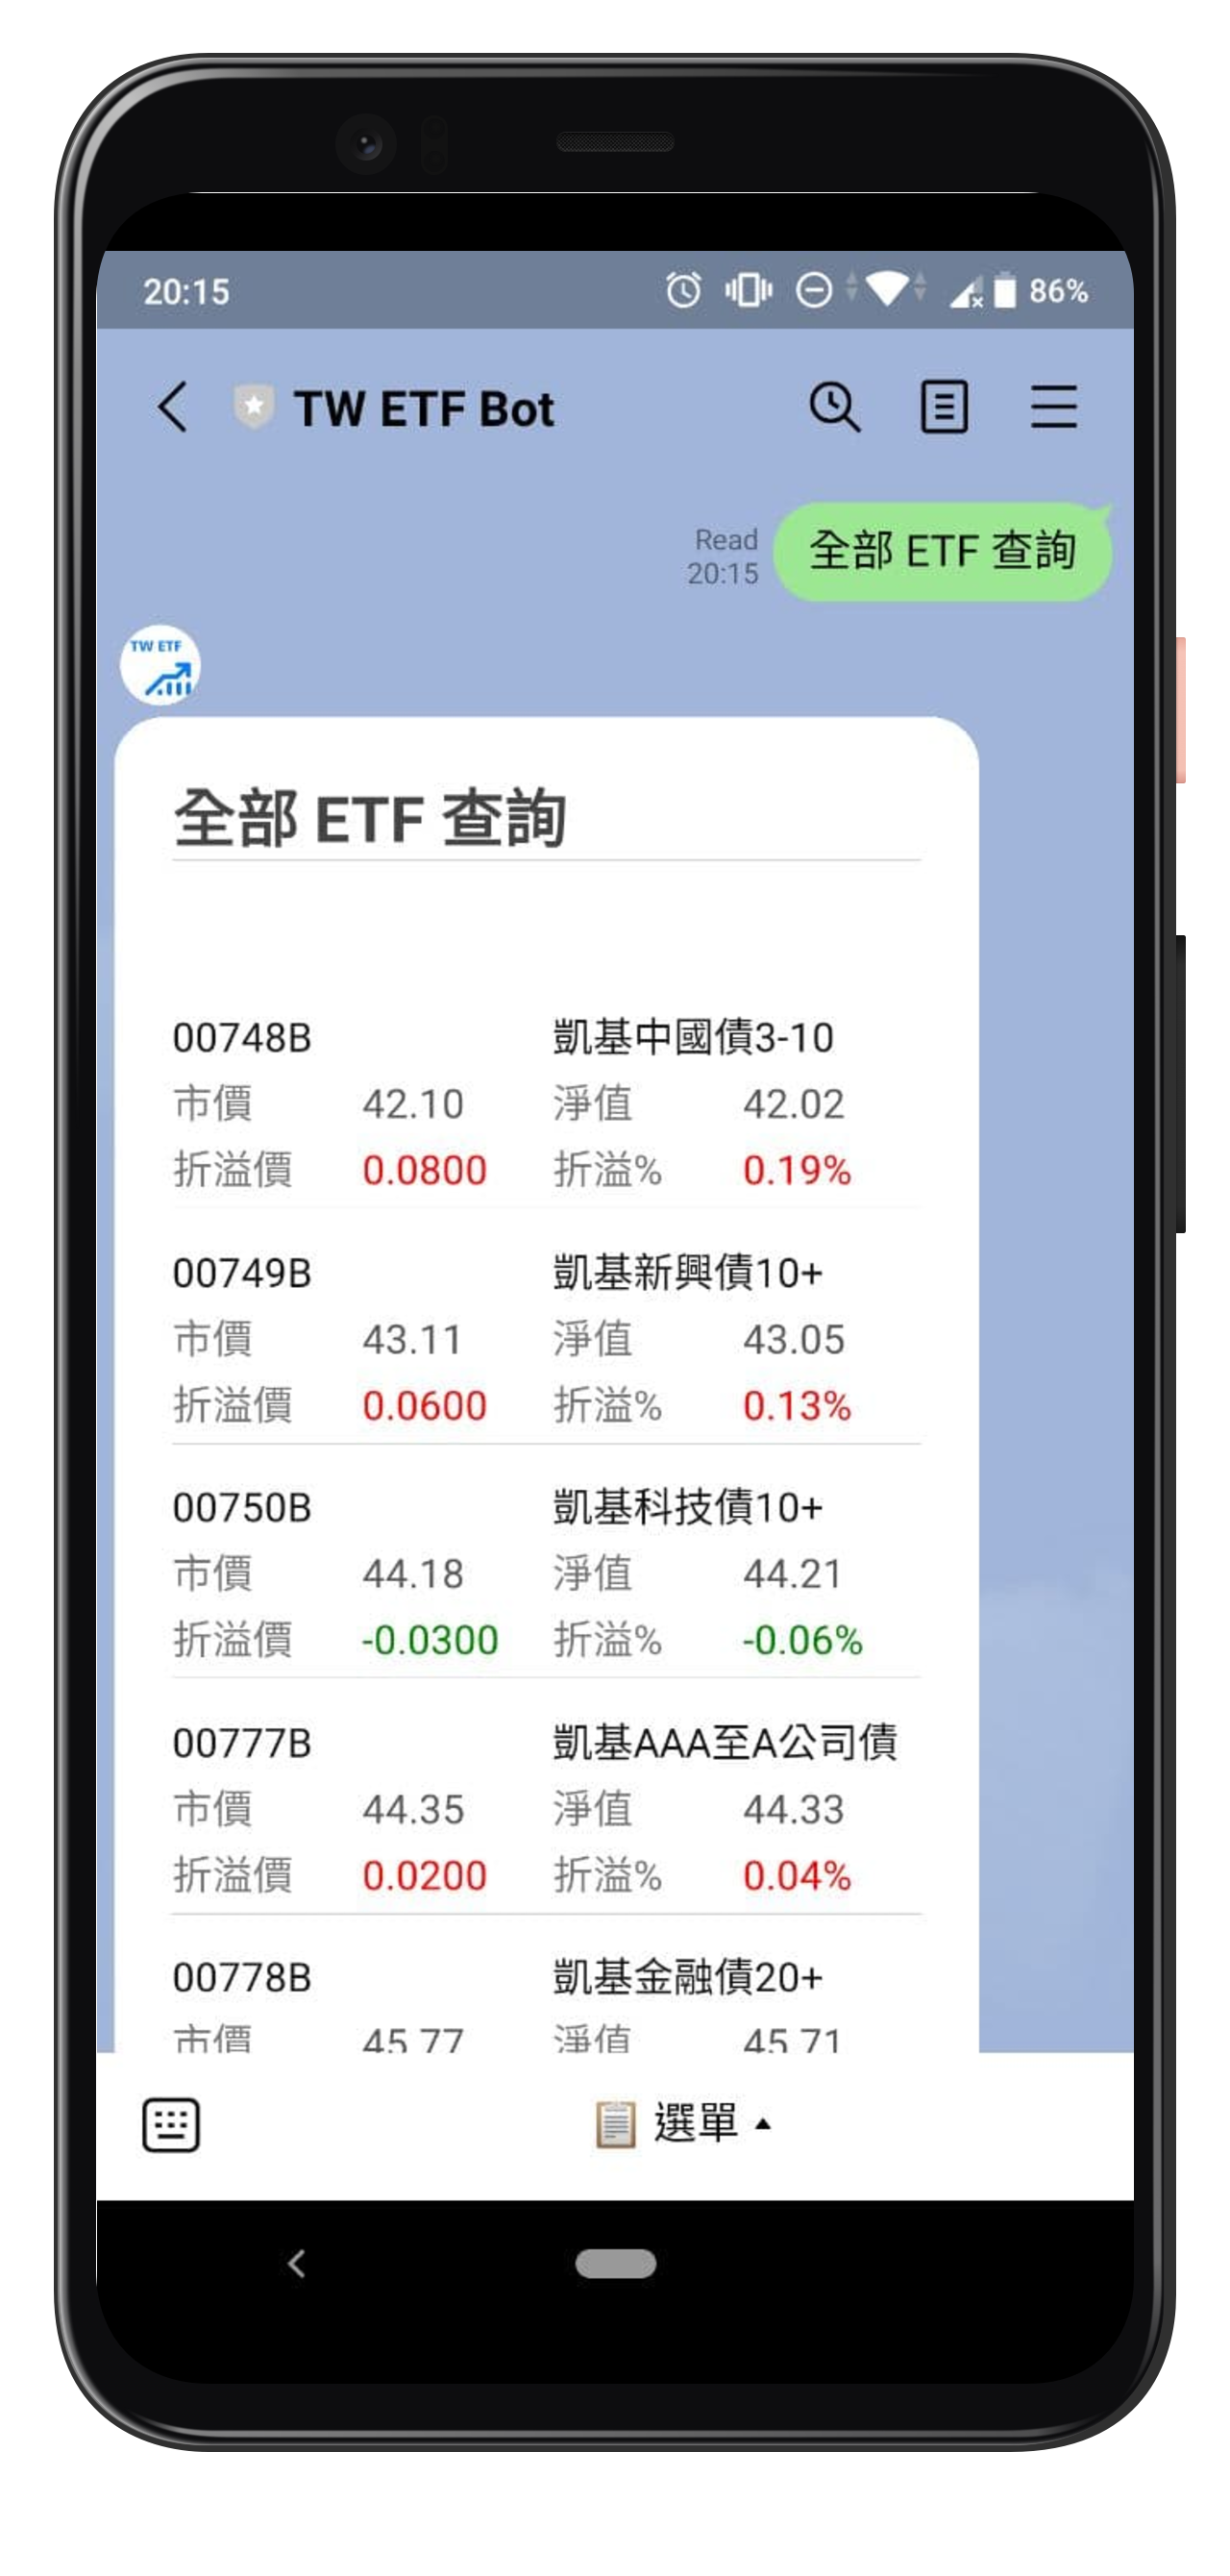 20:15
86%
TW ETF Bot
Read
20:15
全部 ETF 查詢
TW ETF
全部 ETF 查詢
00748B 凱基中國債3-10
市價 42.10 淨值 42.02
折溢價 0.0800 折溢% 0.19%
00749B 凱基新興債10+
市價 43.11 淨值 43.05
折溢價 0.0600 折溢% 0.13%
00750B 凱基科技債10+
市價 44.18 淨值 44.21
折溢價 -0.0300 折溢% -0.06%
00777B 凱基AAA至A公司債
市價 44.35 淨值 44.33
折溢價 0.0200 折溢% 0.04%
00778B 凱基金融債20+
市價 45.77 淨值 45.71
選單